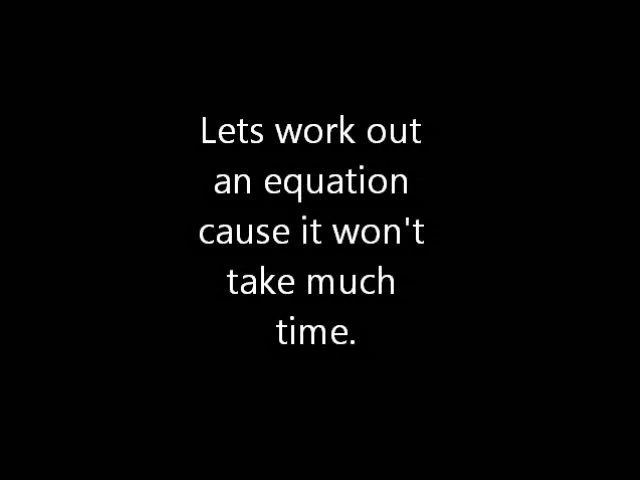 Lets work out
an equation
cause it won't
take much
time.